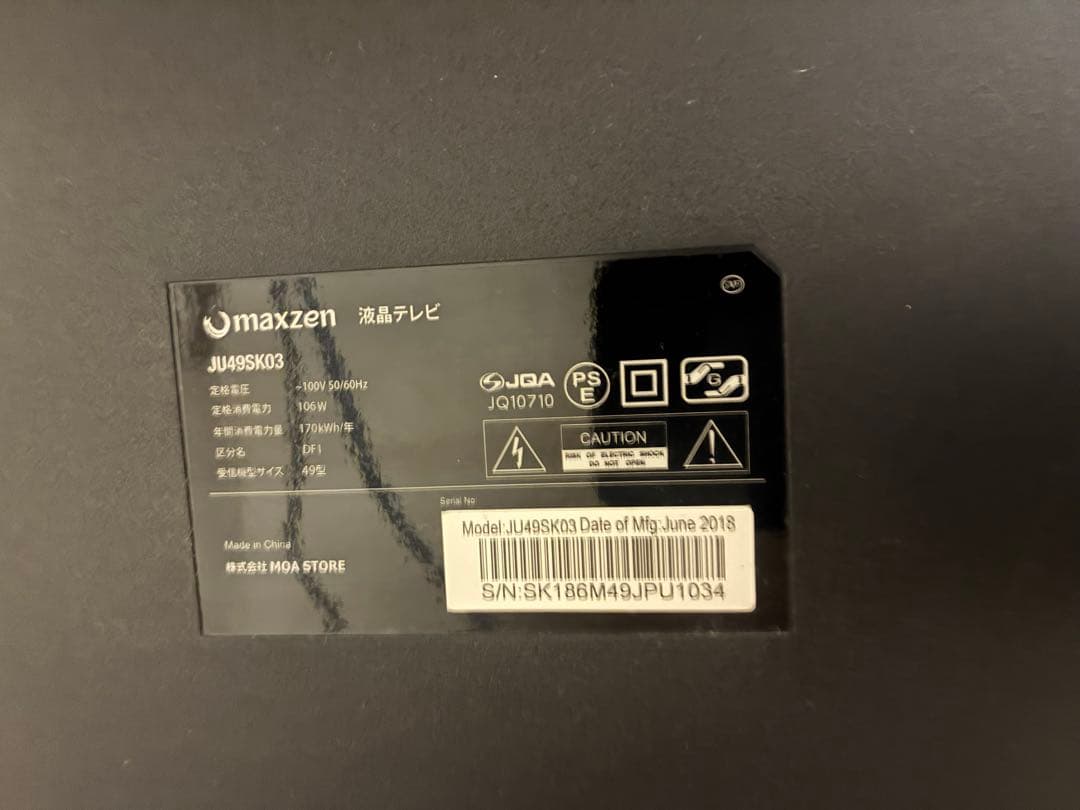 maxzen 液晶テレビ
JU49SK03
定格電圧 ~100V 50/60Hz
定格消費電力 106W
年間消費電力量 170kWh/年
区分名 DF1
受信機型サイズ 49型
JQA
JQ10710
PS
E
G
CAUTION
RISK OF ELECTRIC SHOCK
DO NOT OPEN
Serial No:
Model:JU49SK03 Date of Mfg:June 2018
S/N:SK186M49JPU1034
Made in China
株式会社 MOA STORE